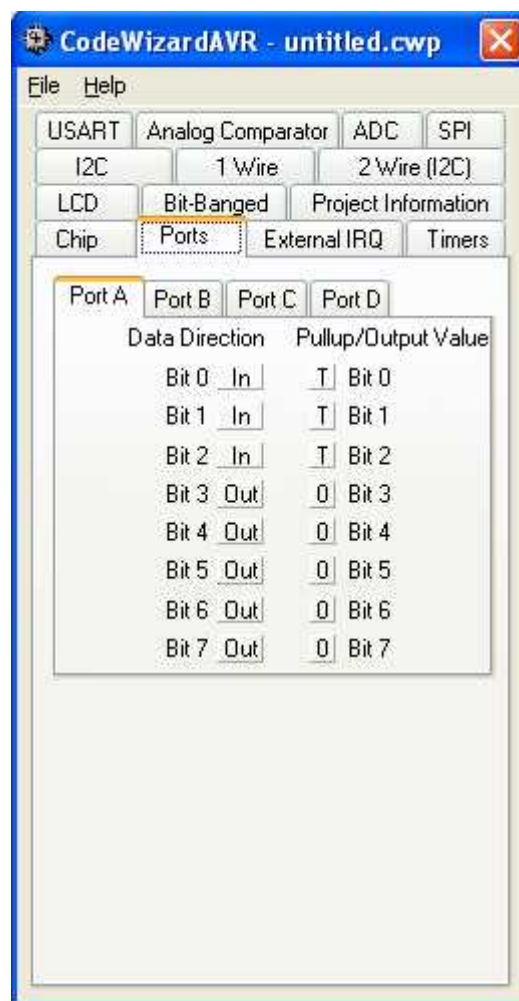 CodeWizardAVR - untitled.cwp
File Help
USART Analog Comparator ADC SPI
I2C 1 Wire 2 Wire (I2C)
LCD Bit-Banged Project Information
Chip Ports External IRQ Timers
Port A Port B Port C Port D
Data Direction Pullup/Output Value
Bit 0 In T Bit 0
Bit 1 In T Bit 1
Bit 2 In T Bit 2
Bit 3 Out 0 Bit 3
Bit 4 Out 0 Bit 4
Bit 5 Out 0 Bit 5
Bit 6 Out 0 Bit 6
Bit 7 Out 0 Bit 7